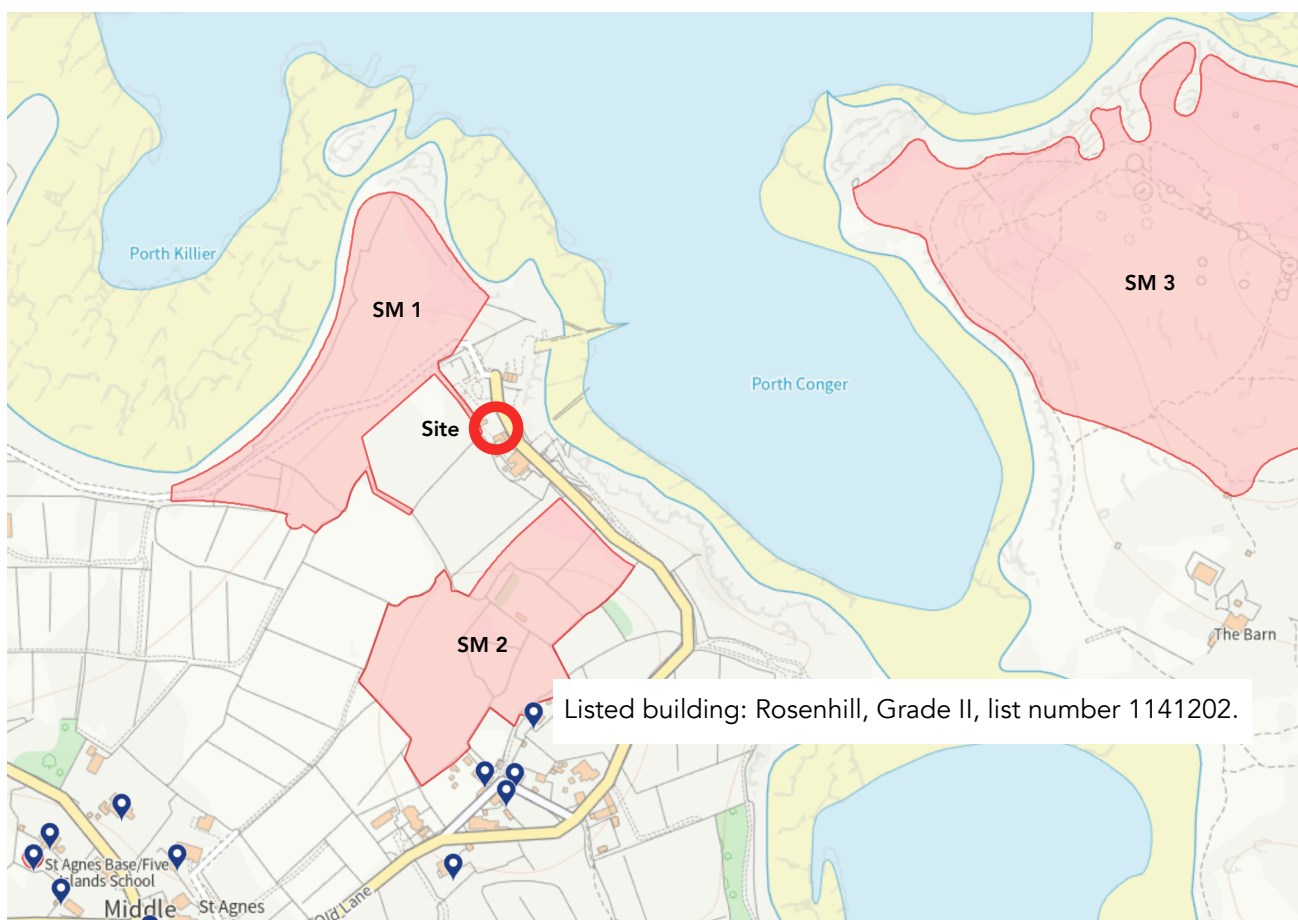 Porth Killier
SM 1
SM 3
Porth Conger
Site
The Barn
SM 2
Listed building: Rosenhill, Grade II, list number 1141202.
St Agnes Base/Five
Islands School
Middle
St Agnes
Old Lane